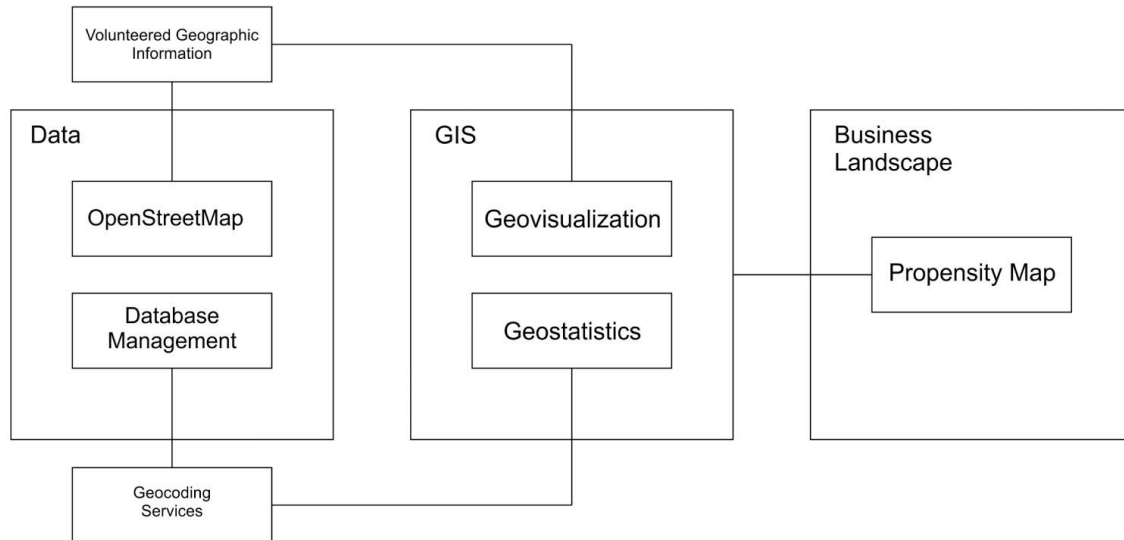 Volunteered Geographic
Information
Data
OpenStreetMap
Database
Management
Geocoding
Services
GIS
Geovisualization
Geostatistics
Business
Landscape
Propensity Map